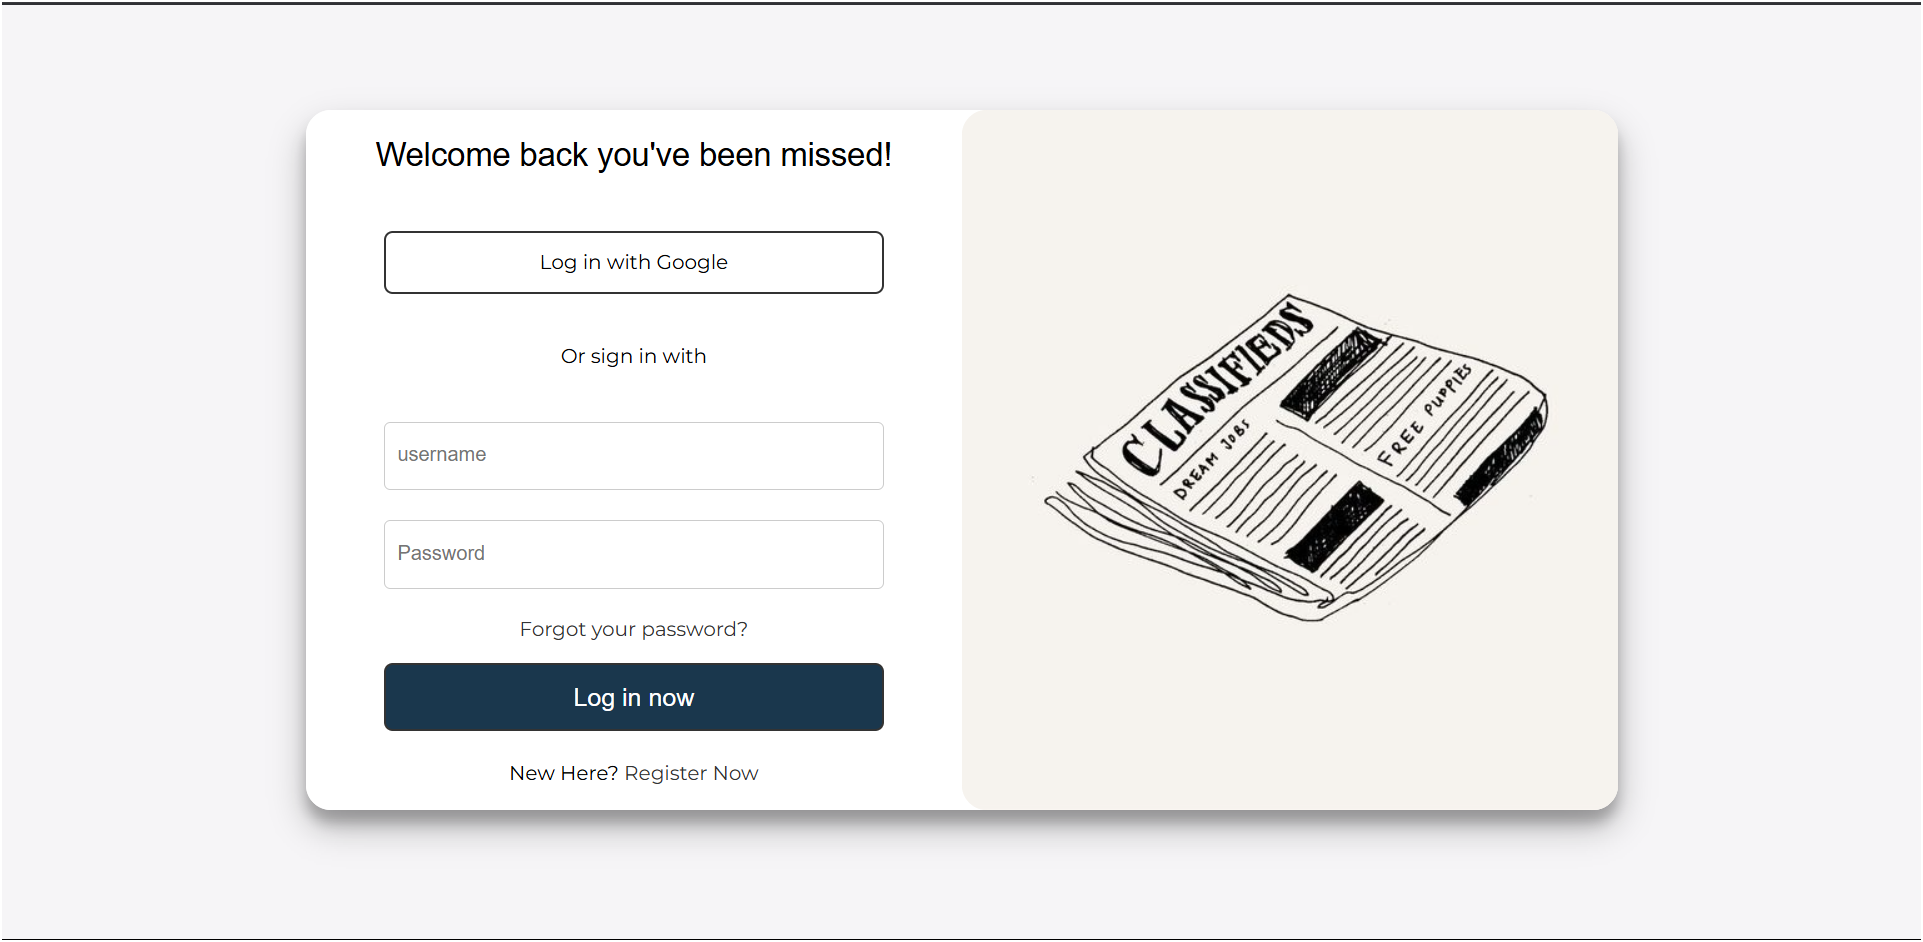 Welcome back you've been missed!
Log in with Google
Or sign in with
username
Password
Forgot your password?
Log in now
New Here? Register Now
CLASSIFIEDS
DREAM JOBS
FREE PUPPIES